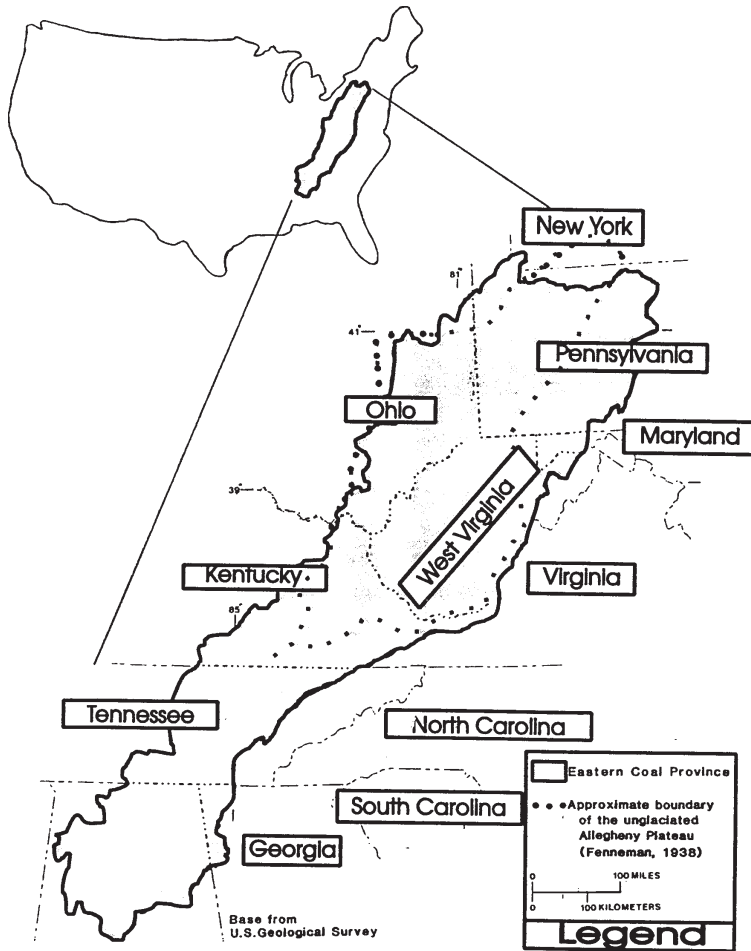 New York
81°
41°
Pennsylvania
Ohio
Maryland
39°
West Virginia
Kentucky
Virginia
85°
Tennessee
North Carolina
South Carolina
Georgia
Eastern Coal Province
Approximate boundary
of the unglaciated
Allegheny Plateau
(Fenneman, 1938)
0 100 MILES
0 100 KILOMETERS
Legend
Base from
U.S.Geological Survey